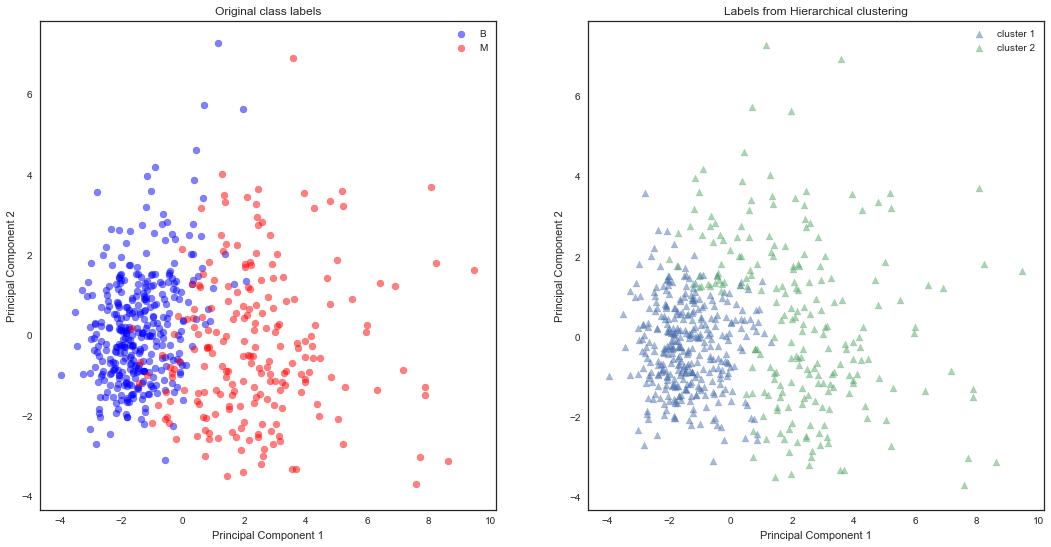 Original class labels
B
M
6
4
2
0
−2
−4
Principal Component 2
−4 −2 0 2 4 6 8 10
Principal Component 1
Labels from Hierarchical clustering
cluster 1
cluster 2
6
4
2
0
−2
−4
Principal Component 2
−4 −2 0 2 4 6 8 10
Principal Component 1